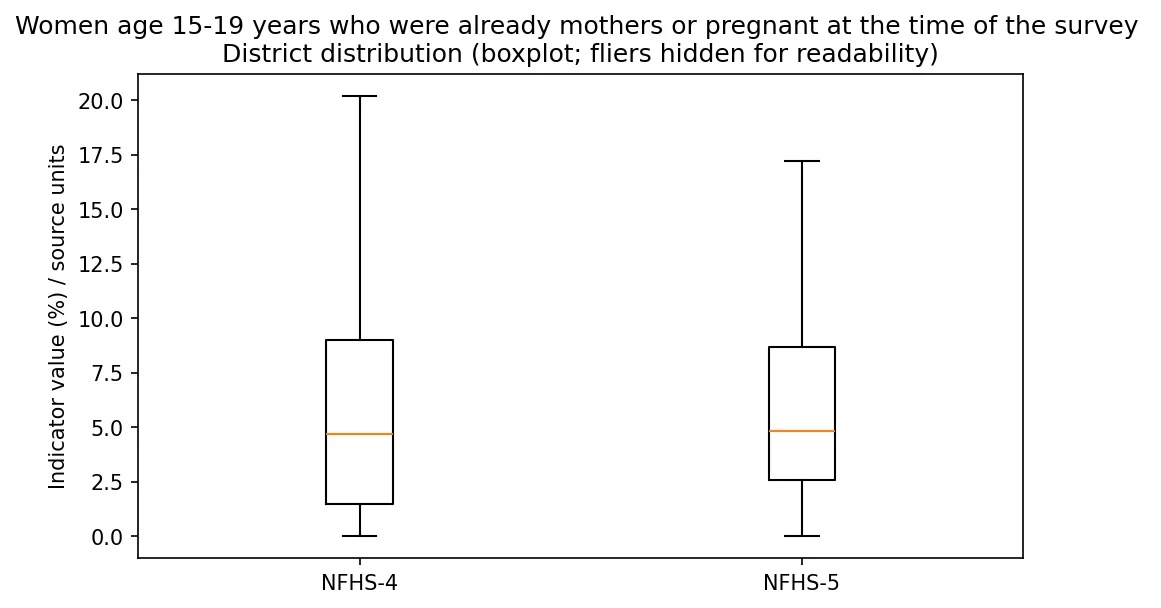 Women age 15-19 years who were already mothers or pregnant at the time of the survey
District distribution (boxplot; fliers hidden for readability)
Indicator value (%) / source units
20.0
17.5
15.0
12.5
10.0
7.5
5.0
2.5
0.0
NFHS-4
NFHS-5